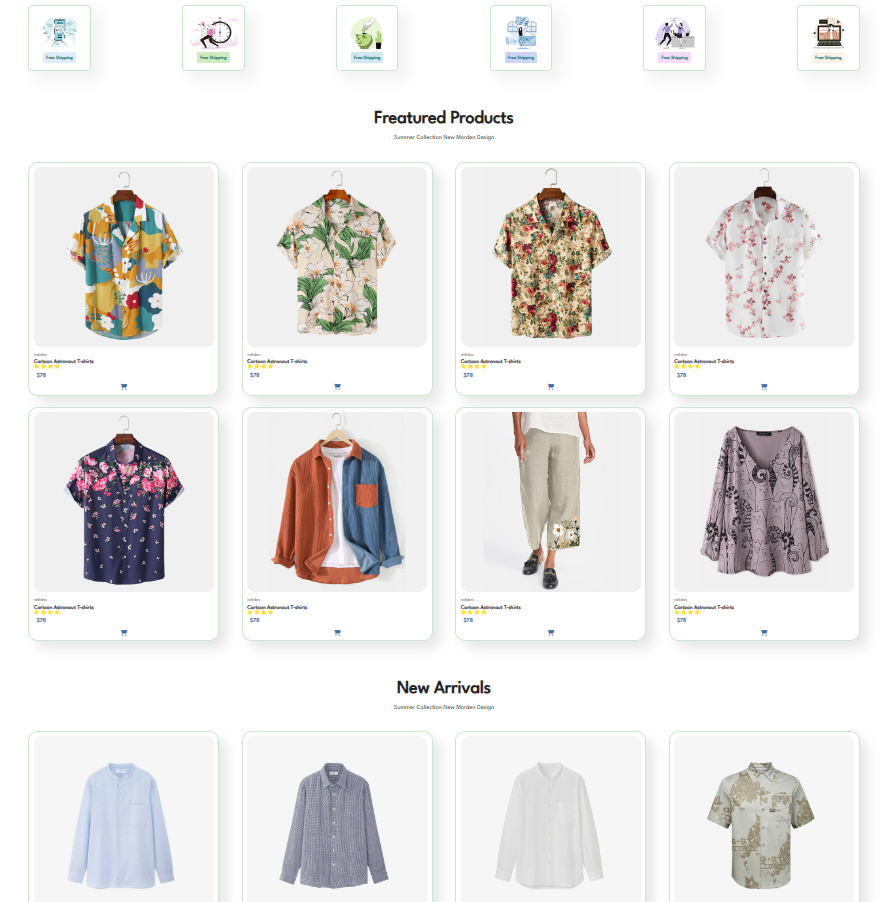 Free Shipping
Free Shipping
Free Shipping
Free Shipping
Free Shipping
Free Shipping
Freatured Products
Summer Collection New Morden Design
adidas
Cartoon Astronaut T-shirts
$78
adidas
Cartoon Astronaut T-shirts
$78
adidas
Cartoon Astronaut T-shirts
$78
adidas
Cartoon Astronaut T-shirts
$78
adidas
Cartoon Astronaut T-shirts
$78
adidas
Cartoon Astronaut T-shirts
$78
adidas
Cartoon Astronaut T-shirts
$78
adidas
Cartoon Astronaut T-shirts
$78
New Arrivals
Summer Collection New Morden Design